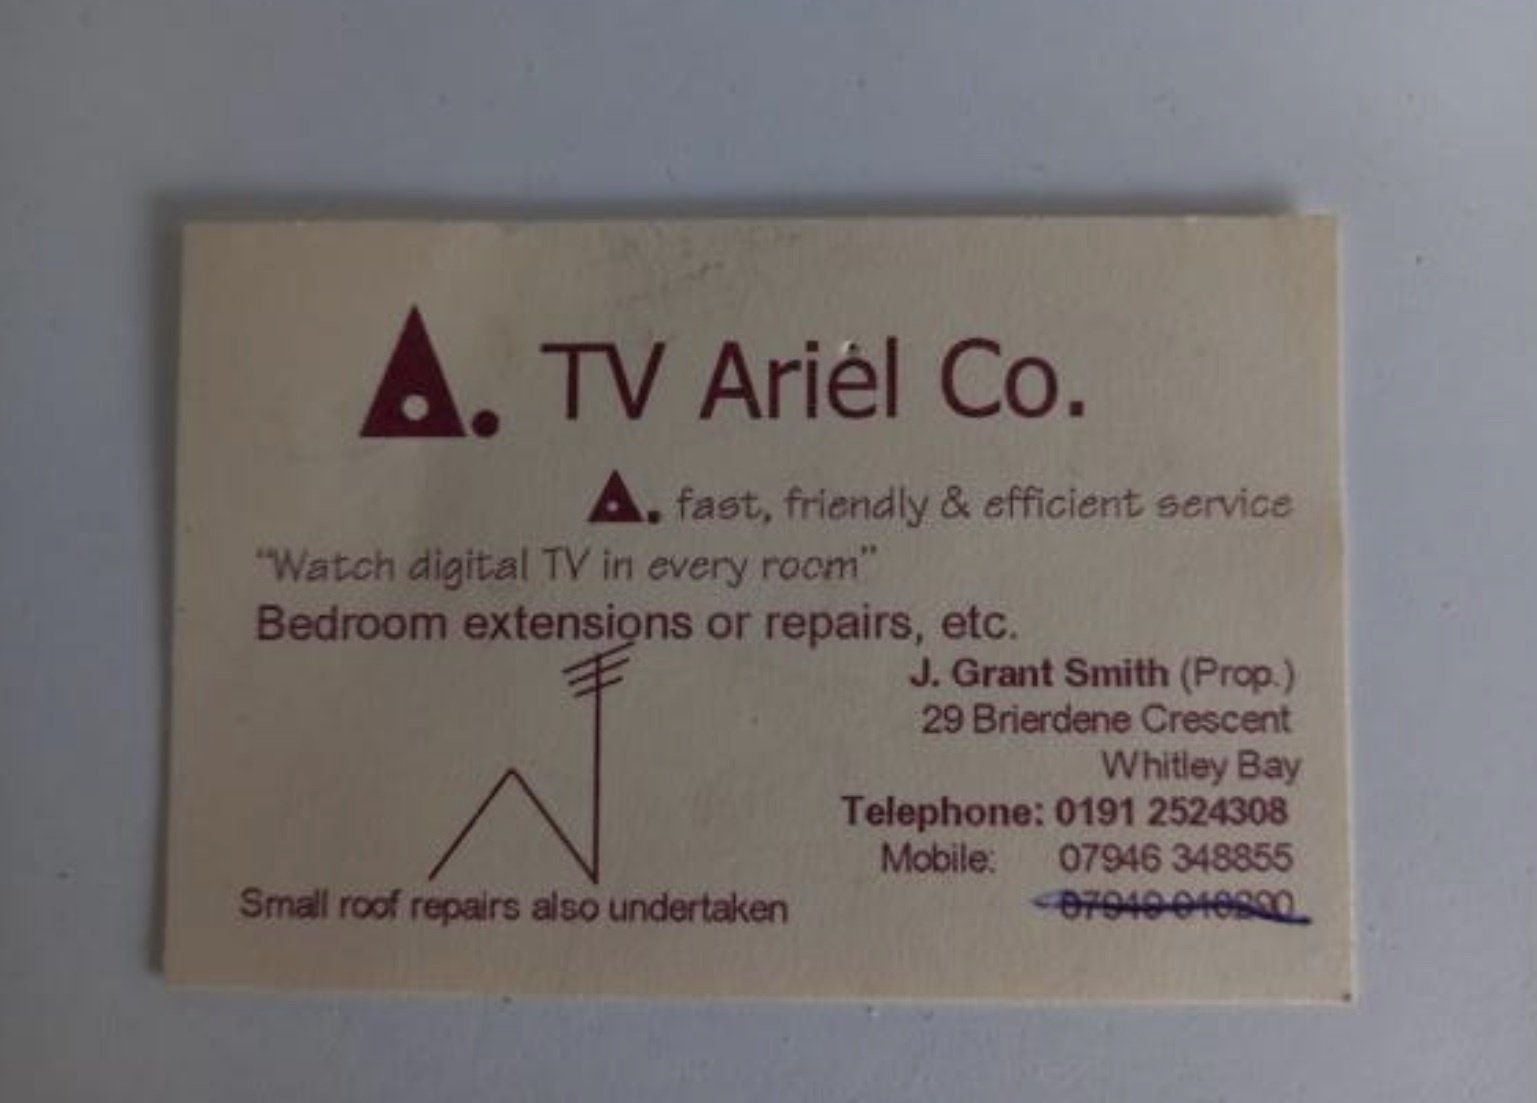 A. TV Ariel Co.
A. fast, friendly & efficient service
"Watch digital TV in every room"
Bedroom extensions or repairs, etc.
J. Grant Smith (Prop.)
29 Brierdene Crescent
Whitley Bay
Telephone: 0191 2524308
Mobile: 07946 348855
Small roof repairs also undertaken